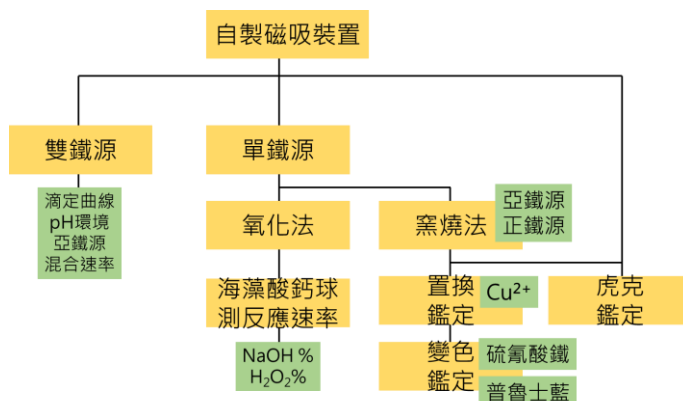 自製磁吸裝置
雙鐵源
單鐵源
滴定曲線
pH環境
亞鐵源
混合速率
氧化法
窯燒法
亞鐵源
正鐵源
海藻酸鈣球
測反應速率
置換
鑑定
Cu²⁺
虎克
鑑定
NaOH %
H₂O₂%
變色
鑑定
硫氰酸鐵
普魯士藍